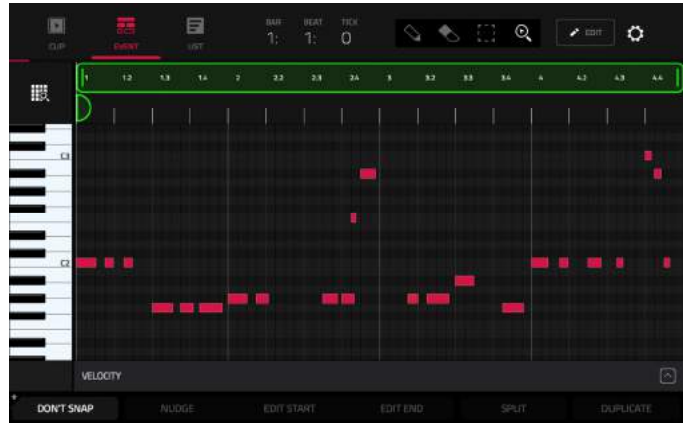 BAR BEAT TICK
CLIP EVENT LIST 1: 1: 0 EDIT
1 1.2 1.3 1.4 2 2.2 2.3 2.4 3 3.2 3.3 3.4 4 4.2 4.3 4.4
C3
C2
VELOCITY
DON'T SNAP NUDGE EDIT START EDIT END SPLIT DUPLICATE